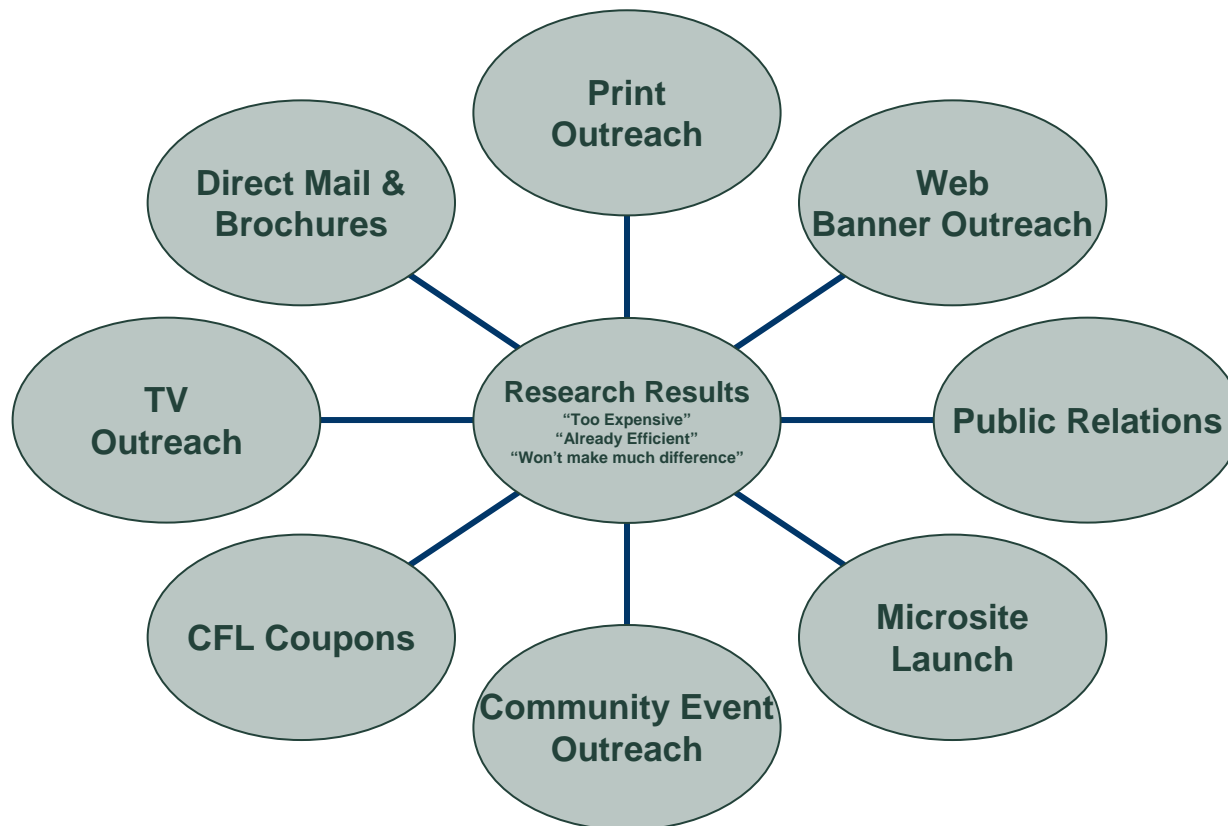 Print
Outreach
Direct Mail &
Brochures
Web
Banner Outreach
TV
Outreach
Research Results
“Too Expensive”
“Already Efficient”
“Won’t make much difference”
Public Relations
CFL Coupons
Microsite
Launch
Community Event
Outreach